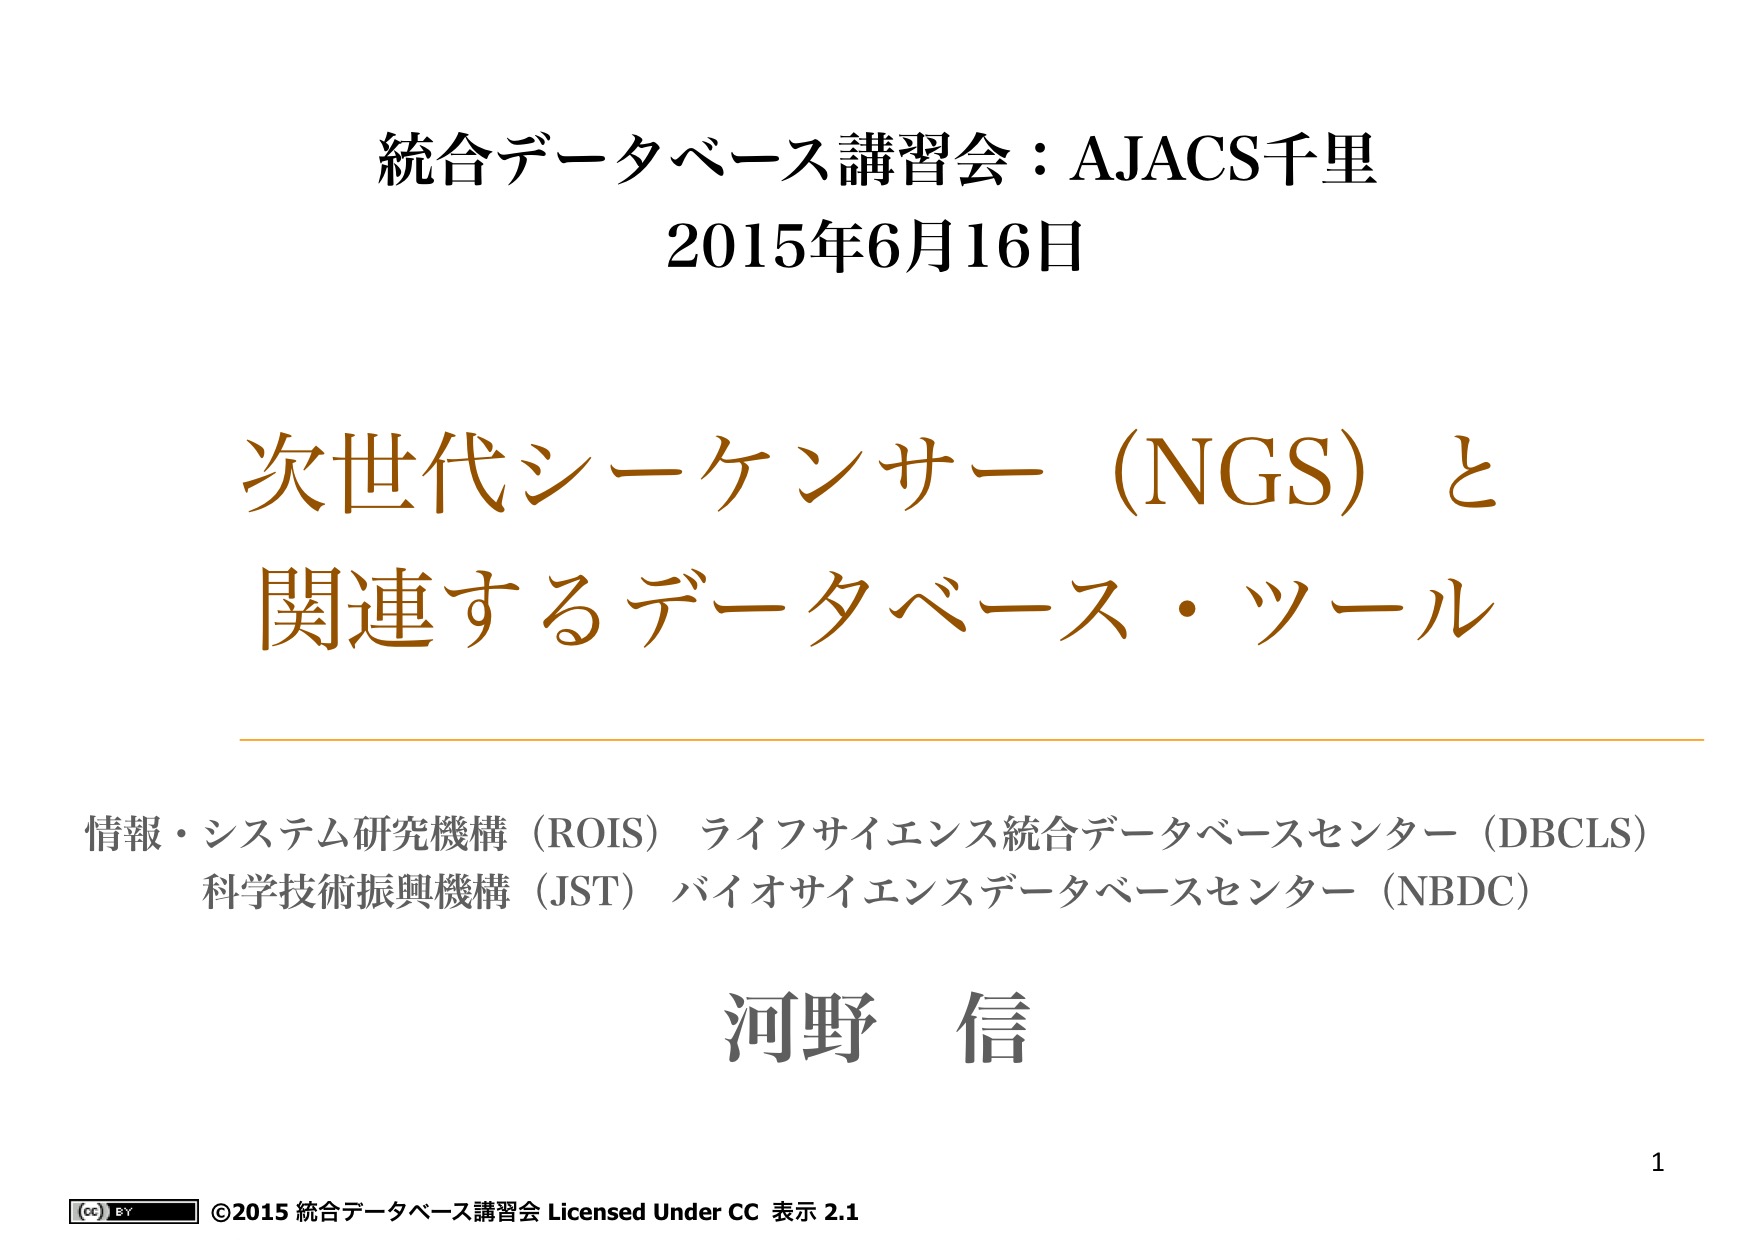 統合データベース講習会：AJACS千里
2015年6月16日
次世代シーケンサー（NGS）と
関連するデータベース・ツール
情報・システム研究機構（ROIS） ライフサイエンス統合データベースセンター（DBCLS）
科学技術振興機構（JST） バイオサイエンスデータベースセンター（NBDC）
河野　信
1
(cc) BY ©2015 統合データベース講習会 Licensed Under CC 表示 2.1